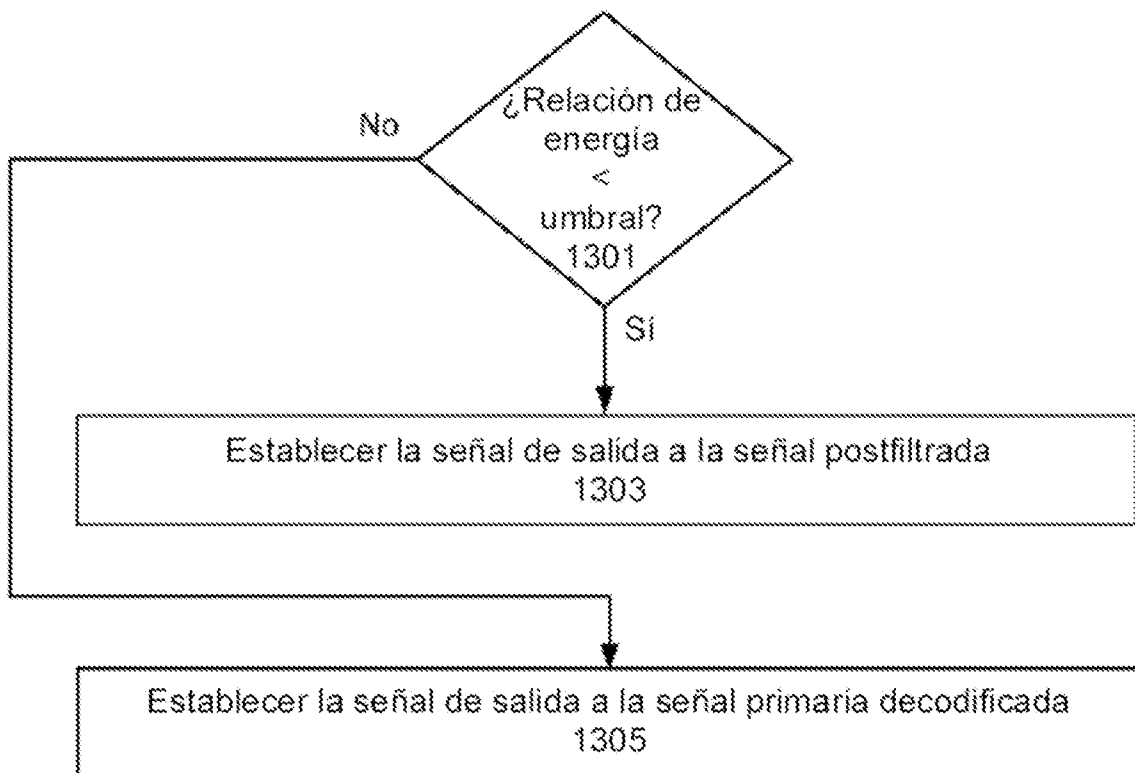 ¿Relación de
energía
<
umbral?
1301
No
Sí
Establecer la señal de salida a la señal postfiltrada
1303
Establecer la señal de salida a la señal primaria decodificada
1305